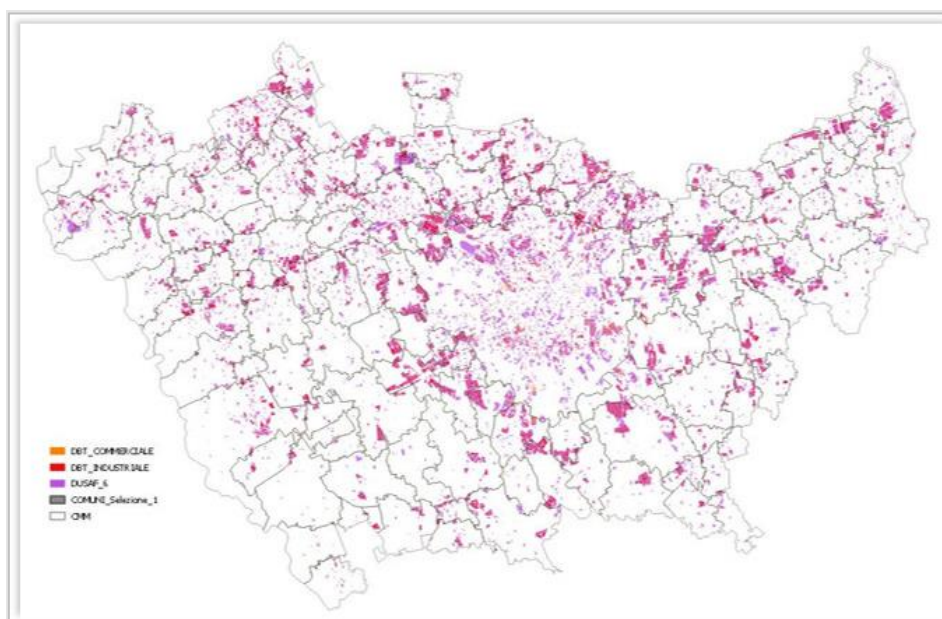 DBT_COMMERCIALE
DBT_INDUSTRIALE
DUSAF_6
COMUNI_Selezione_1
CMM